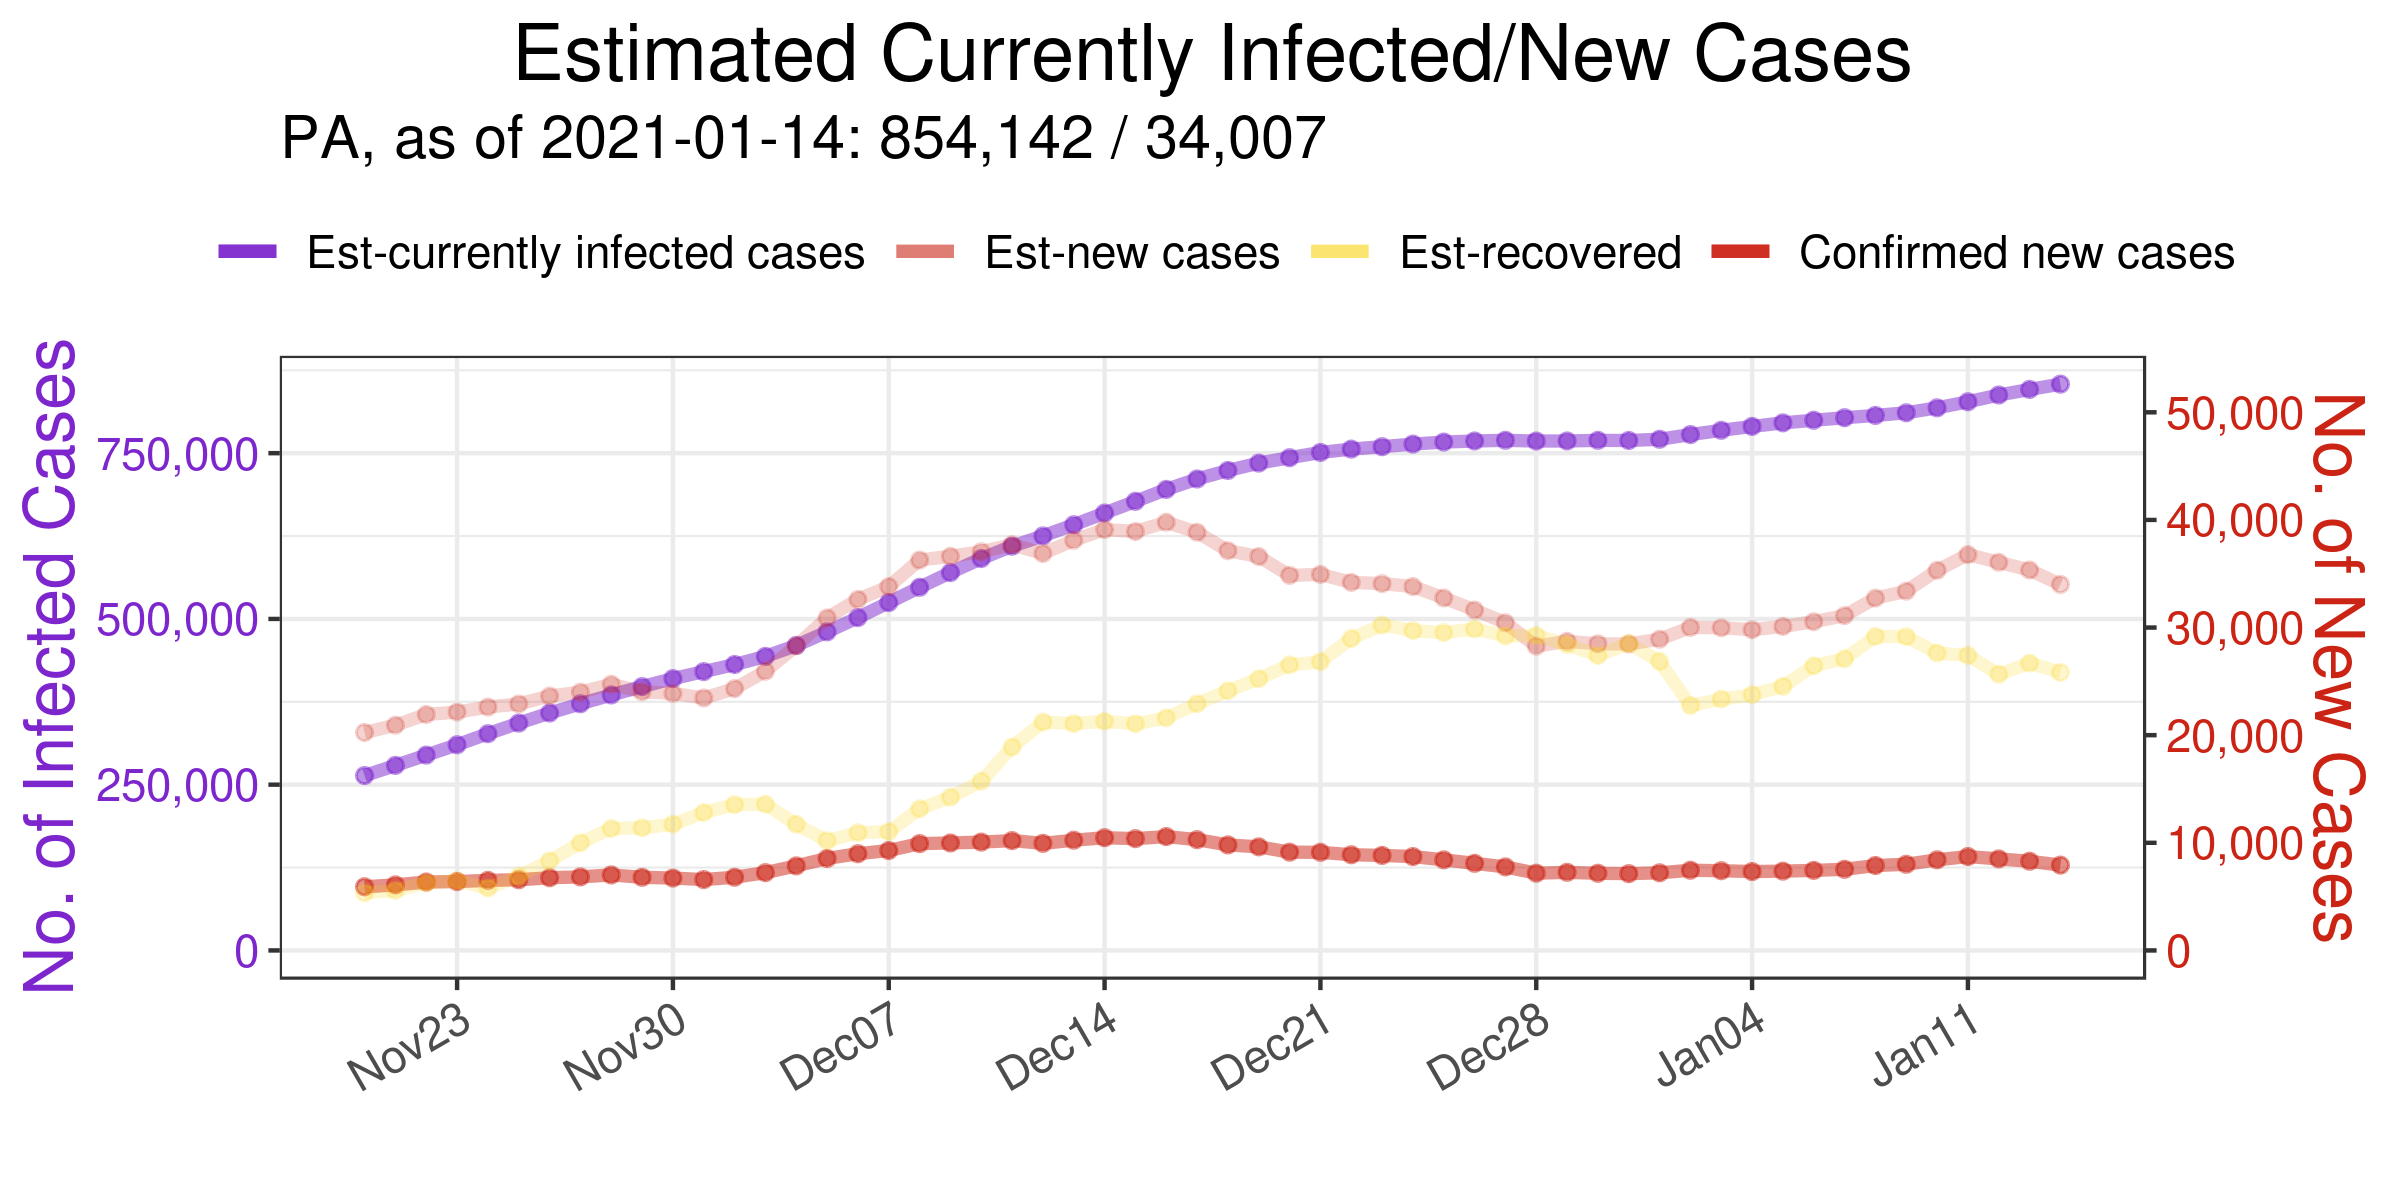 Estimated Currently Infected/New Cases
PA, as of 2021-01-14: 854,142 / 34,007
Est-currently infected cases Est-new cases Est-recovered Confirmed new cases
No. of Infected Cases
750,000
500,000
250,000
0
50,000
40,000
30,000
20,000
10,000
0
No. of New Cases
Nov23 Nov30 Dec07 Dec14 Dec21 Dec28 Jan04 Jan11